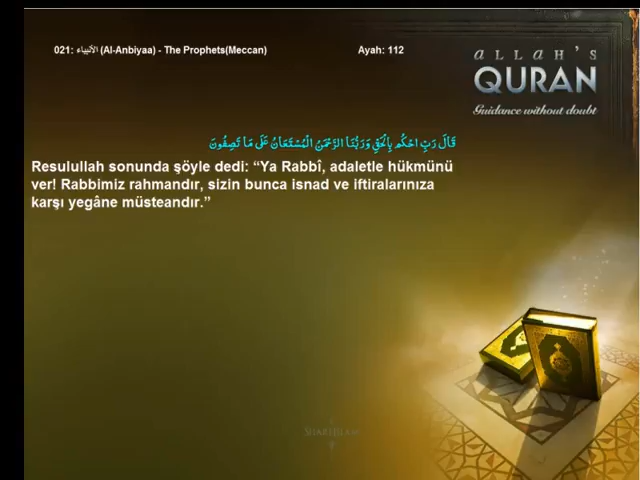 021: الأنبياء (Al-Anbiyaa) - The Prophets(Meccan) Ayah: 112
ALLAH'S
QURAN
Guidance without doubt
قَالَ رَبِّ احْكُم بِالْحَقِّ وَرَبُّنَا الرَّحْمَنُ الْمُسْتَعَانُ عَلَى مَا تَصِفُونَ
Resulullah sonunda şöyle dedi: “Ya Rabbî, adaletle hükmünü
ver! Rabbimiz rahmandır, sizin bunca isnad ve iftiralarınıza
karşı yegâne müsteandır.”